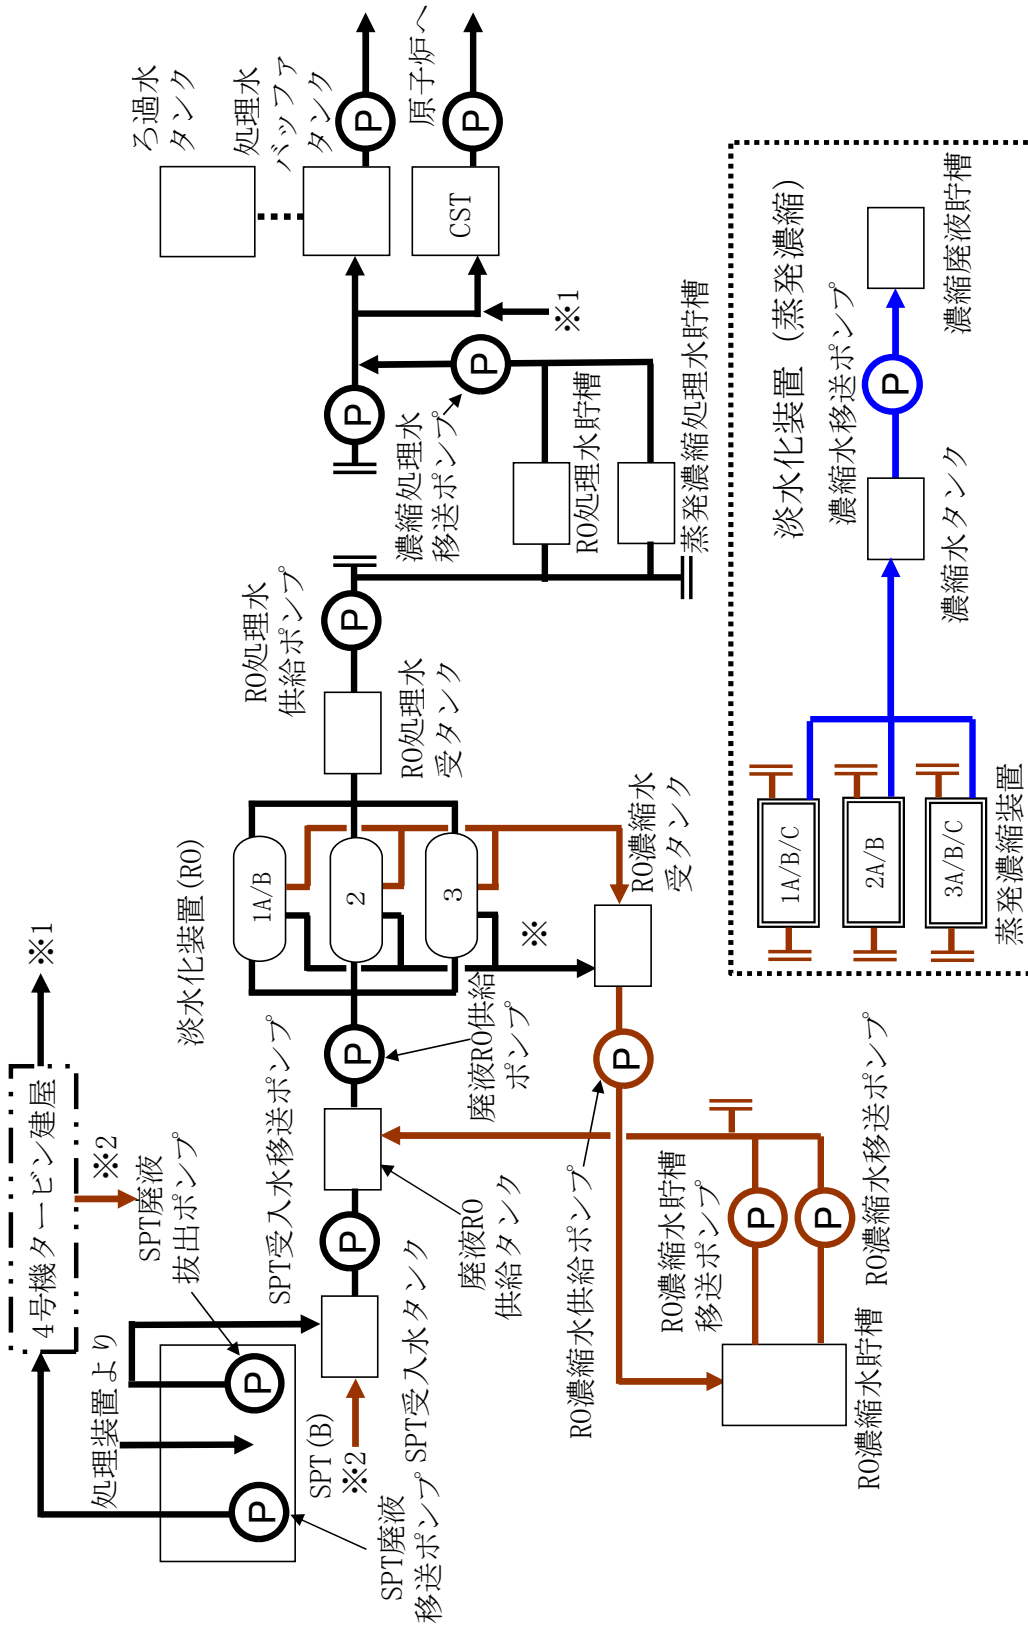 ろ過水
タンク
処理水
バッファ
タンク
P
原子炉へ
P
CST
※1
P
濃縮処理水
移送ポンプ
P
RO処理水貯槽
蒸発濃縮処理水貯槽
RO処理水
供給ポンプ
P
RO処理水
受タンク
淡水化装置(RO)
1A/B
2
3
※
RO濃縮水
受タンク
P
廃液RO供給
ポンプ
※1
4号機タービン建屋
※2
SPT廃液
抜出ポンプ
処理装置より
P
P
SPT(B)
※2
SPT廃液
移送ポンプ
SPT受入水移送ポンプ
P
SPT受入水タンク
廃液RO
供給タンク
P
RO濃縮水供給ポンプ
RO濃縮水貯槽
移送ポンプ
P
P
RO濃縮水移送ポンプ
RO濃縮水貯槽
淡水化装置(蒸発濃縮)
濃縮水移送ポンプ
P
濃縮廃液貯槽
濃縮水タンク
1A/B/C
2A/B
3A/B/C
蒸発濃縮装置